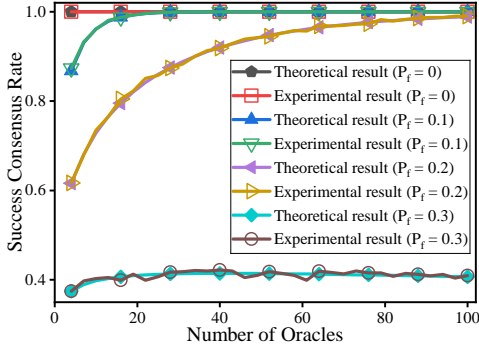 1.0
0.8
0.6
0.4
Success Consensus Rate
Theoretical result (P_f = 0)
Experimental result (P_f = 0)
Theoretical result (P_f = 0.1)
Experimental result (P_f = 0.1)
Theoretical result (P_f = 0.2)
Experimental result (P_f = 0.2)
Theoretical result (P_f = 0.3)
Experimental result (P_f = 0.3)
0 20 40 60 80 100
Number of Oracles